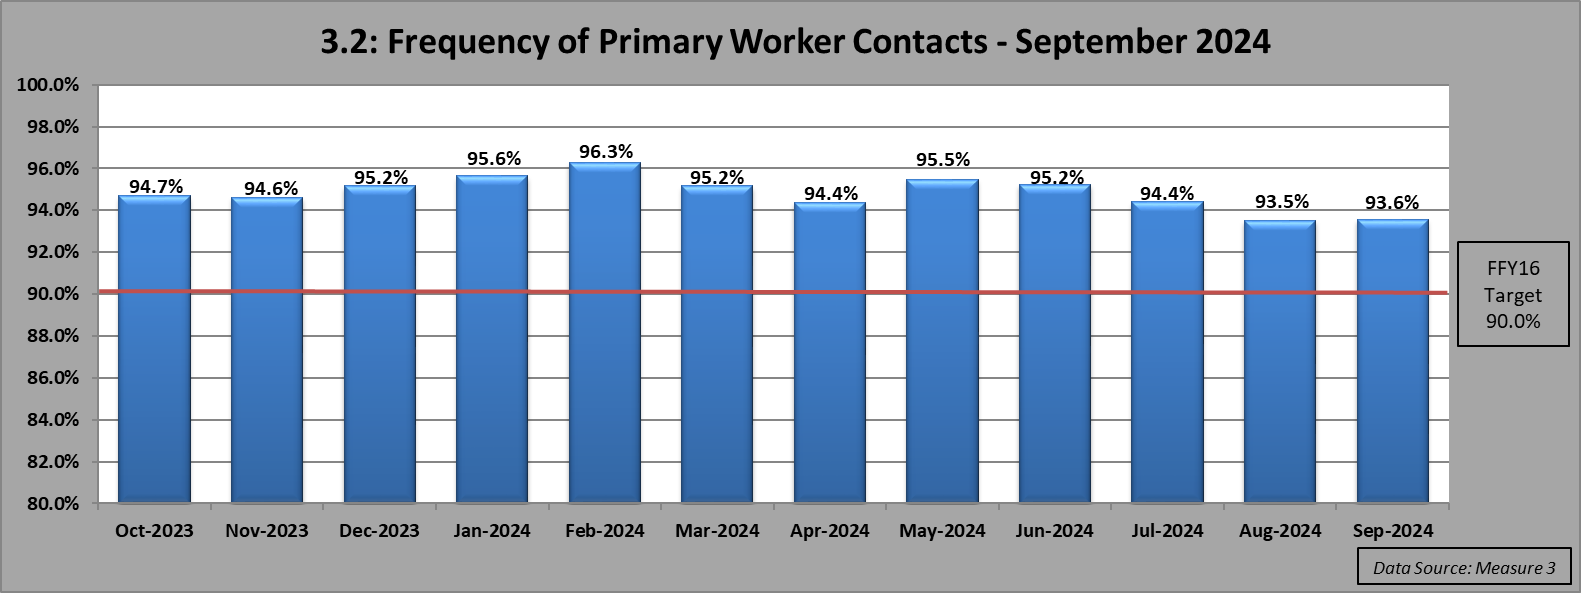 3.2: Frequency of Primary Worker Contacts - September 2024
100.0%
98.0%
96.0%
94.0%
92.0%
90.0%
88.0%
86.0%
84.0%
82.0%
80.0%
94.7%
94.6%
95.2%
95.6%
96.3%
95.2%
94.4%
95.5%
95.2%
94.4%
93.5%
93.6%
Oct-2023
Nov-2023
Dec-2023
Jan-2024
Feb-2024
Mar-2024
Apr-2024
May-2024
Jun-2024
Jul-2024
Aug-2024
Sep-2024
FFY16
Target
90.0%
Data Source: Measure 3